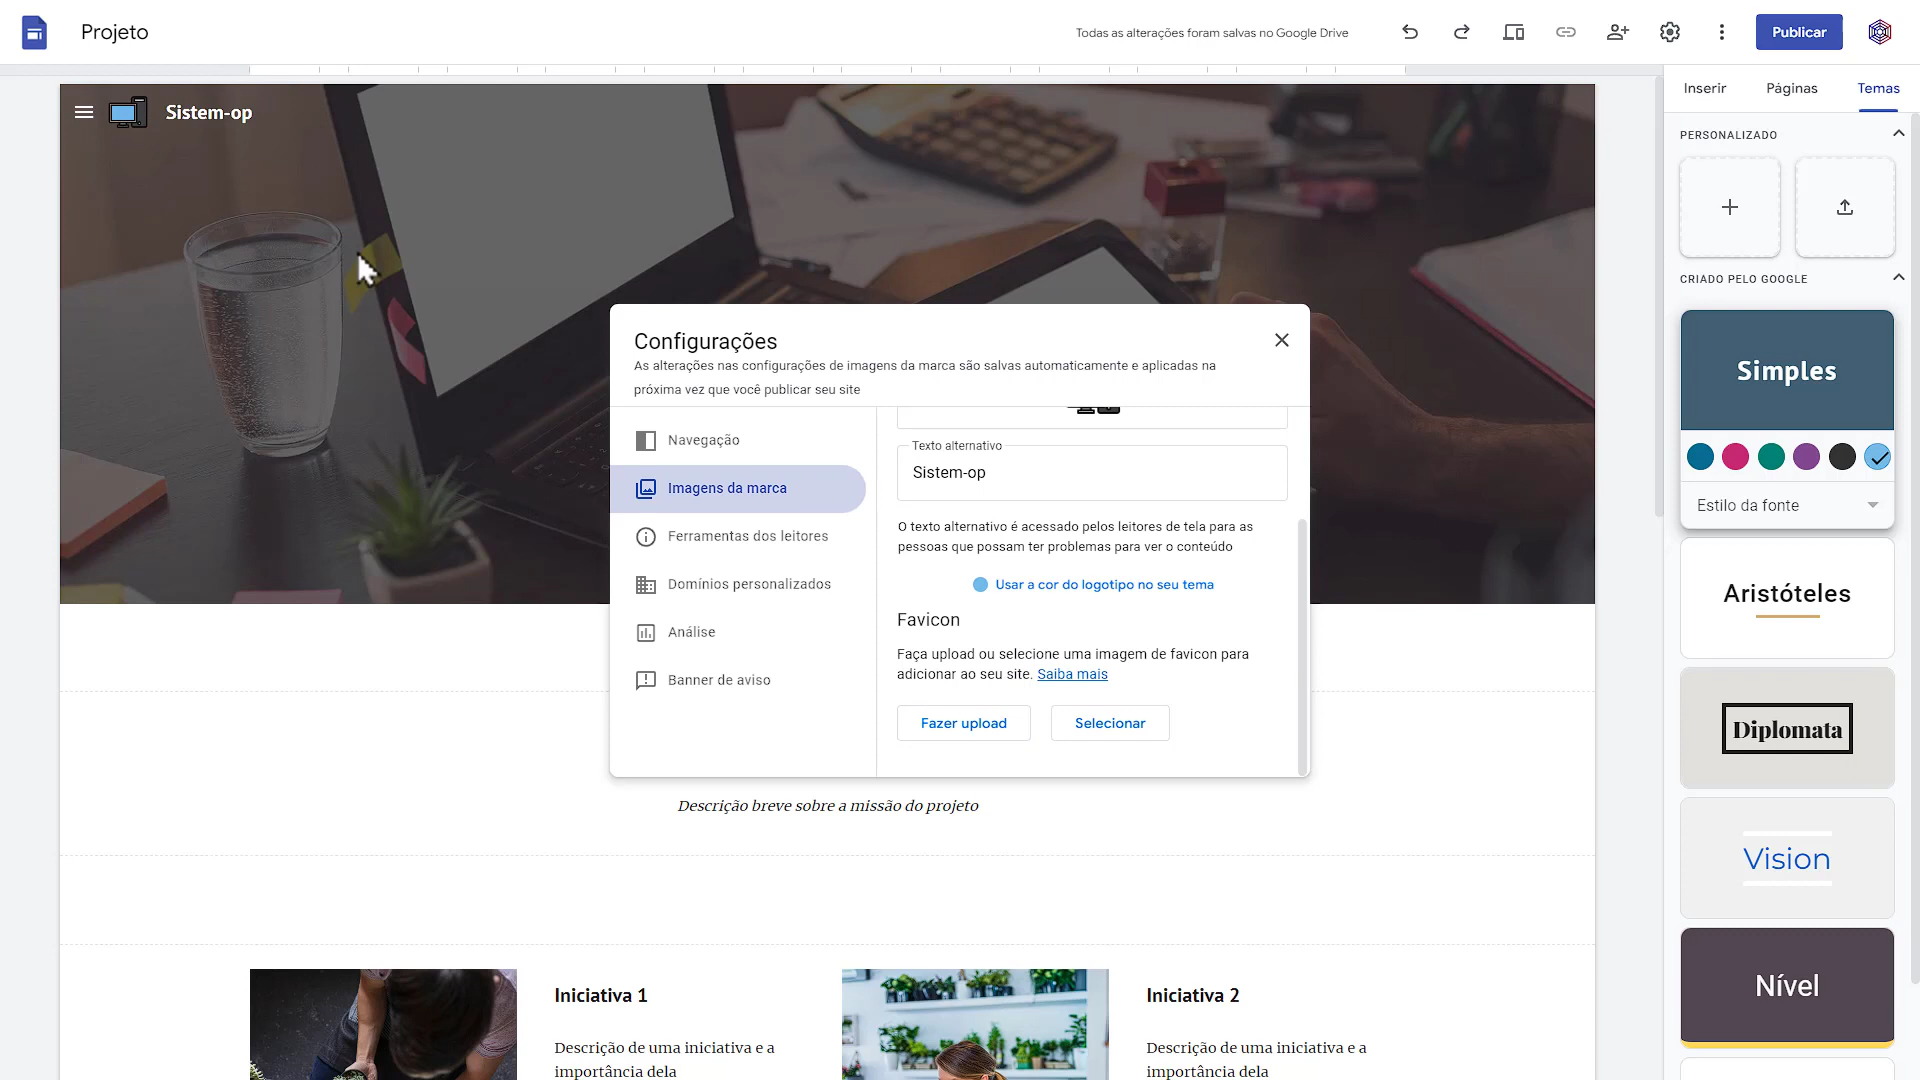 Projeto
Todas as alterações foram salvas no Google Drive
Publicar
Sistem-op
Inserir
Páginas
Temas
PERSONALIZADO
CRIADO PELO GOOGLE
Simples
Estilo da fonte
Aristóteles
Diplomata
Vision
Nível
Configurações
As alterações nas configurações de imagens da marca são salvas automaticamente e aplicadas na
próxima vez que você publicar seu site
Navegação
Imagens da marca
Ferramentas dos leitores
Domínios personalizados
Análise
Banner de aviso
Texto alternativo
Sistem-op
O texto alternativo é acessado pelos leitores de tela para as
pessoas que possam ter problemas para ver o conteúdo
Usar a cor do logotipo no seu tema
Favicon
Faça upload ou selecione uma imagem de favicon para
adicionar ao seu site. Saiba mais
Fazer upload
Selecionar
Descrição breve sobre a missão do projeto
Iniciativa 1
Descrição de uma iniciativa e a
importância dela
Iniciativa 2
Descrição de uma iniciativa e a
importância dela